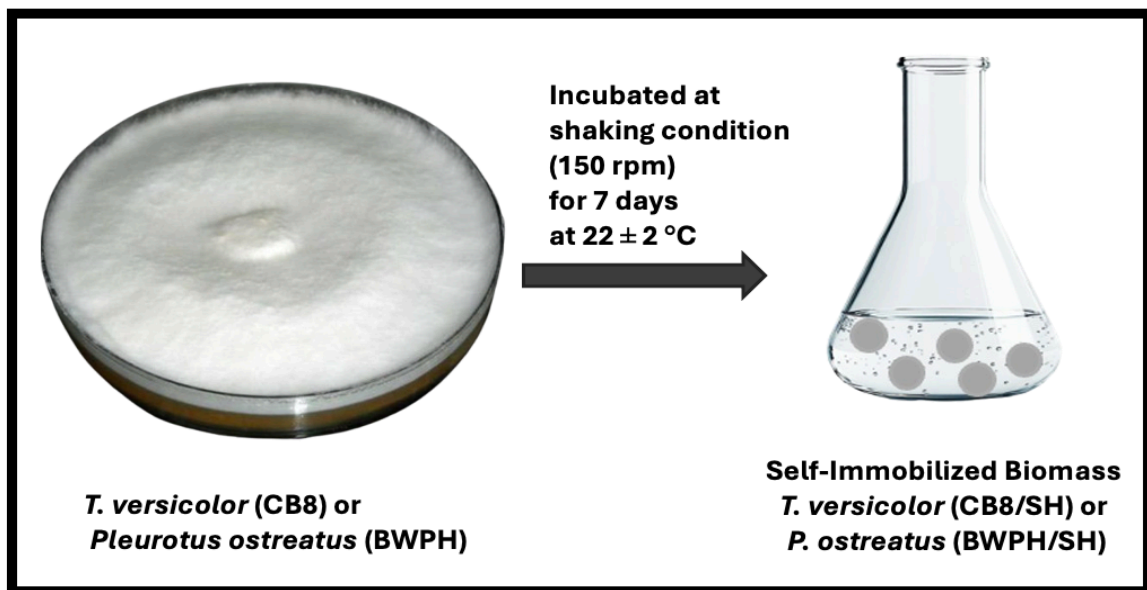 Incubated at
shaking condition
(150 rpm)
for 7 days
at 22 ± 2 °C
T. versicolor (CB8) or
Pleurotus ostreatus (BWPH)
Self-Immobilized Biomass
T. versicolor (CB8/SH) or
P. ostreatus (BWPH/SH)